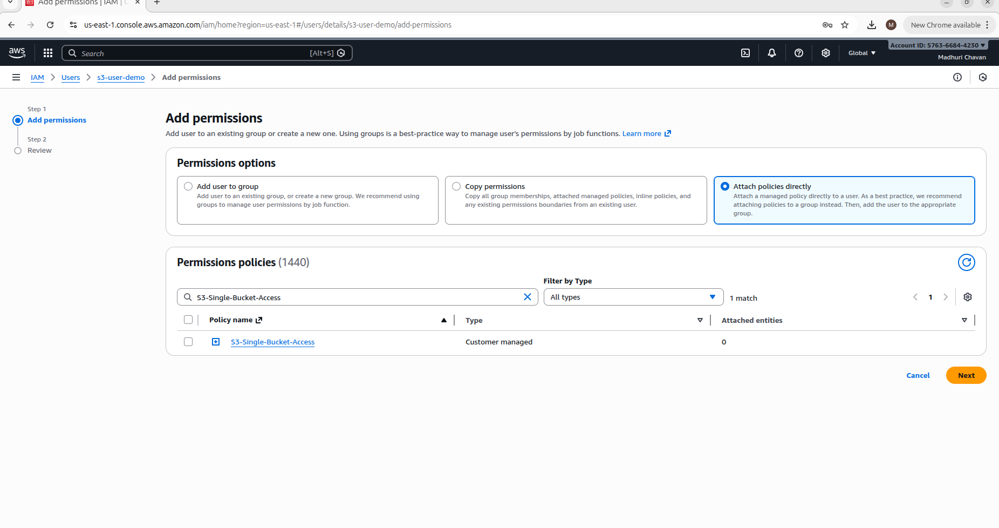 Add permissions | IAM |
us-east-1.console.aws.amazon.com/iam/home?region=us-east-1#/users/details/s3-user-demo/add-permissions
M
New Chrome available
aws
Search
[Alt+S]
Global
Account ID: 5763-6684-4230
Madhuri Chavan
IAM
Users
s3-user-demo
Add permissions
Step 1
Add permissions
Step 2
Review
Add permissions
Add user to an existing group or create a new one. Using groups is a best-practice way to manage user's permissions by job functions. Learn more
Permissions options
Add user to group
Add user to an existing group, or create a new group. We recommend using
groups to manage user permissions by job function.
Copy permissions
Copy all group memberships, attached managed policies, inline policies, and
any existing permissions boundaries from an existing user.
Attach policies directly
Attach a managed policy directly to a user. As a best practice, we recommend
attaching policies to a group instead. Then, add the user to the appropriate
group.
Permissions policies (1440)
Filter by Type
S3-Single-Bucket-Access
All types
1 match
1
Policy name
Type
Attached entities
S3-Single-Bucket-Access
Customer managed
0
Cancel
Next